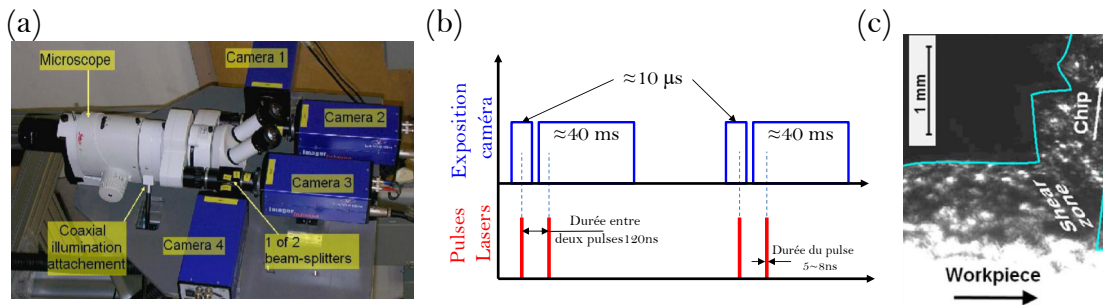 (a)
Microscope
Camera 1
Camera 2
Camera 3
Camera 4
Coaxial
illumination
attachement
1 of 2
beam-splitters
(b)
Exposition
caméra
≈10 µs
≈40 ms
≈40 ms
Pulses
Lasers
Durée entre
deux pulses120ns
Durée du pulse
5~8ns
(c)
1 mm
Chip
Shear
zone
Workpiece